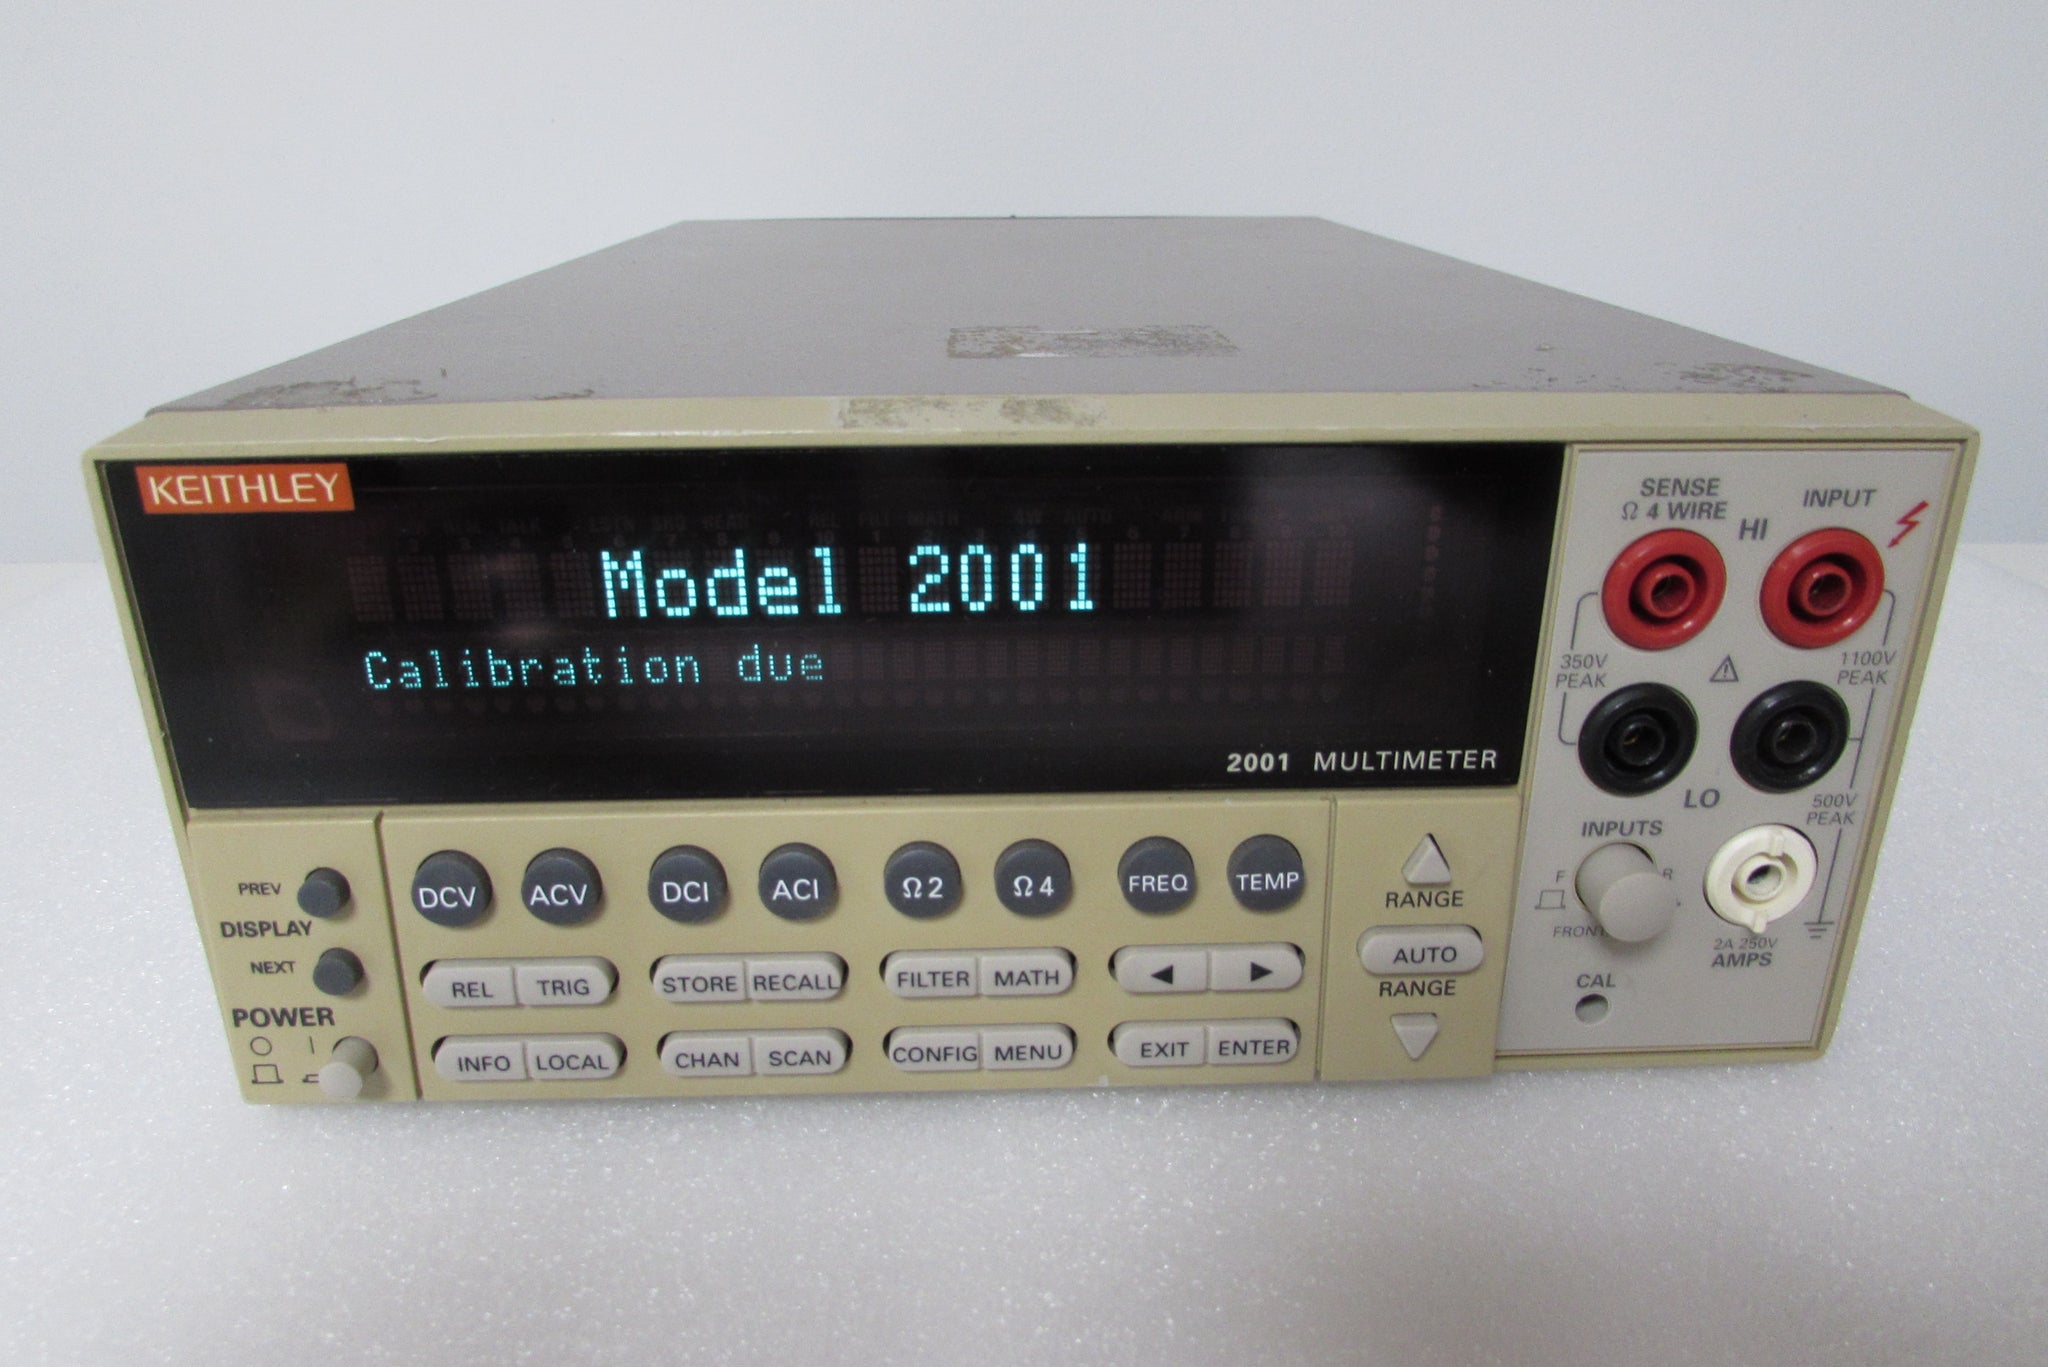 KEITHLEY
Model 2001
Calibration due
2001 MULTIMETER
PREV
DISPLAY
NEXT
POWER
DCV ACV DCI ACI Ω2 Ω4 FREQ TEMP
REL TRIG STORE RECALL FILTER MATH
INFO LOCAL CHAN SCAN CONFIG MENU EXIT ENTER
RANGE
AUTO
RANGE
SENSE
Ω 4 WIRE
INPUT
HI
350V
PEAK
1100V
PEAK
LO
500V
PEAK
INPUTS
F R
FRONT
2A 250V
AMPS
CAL